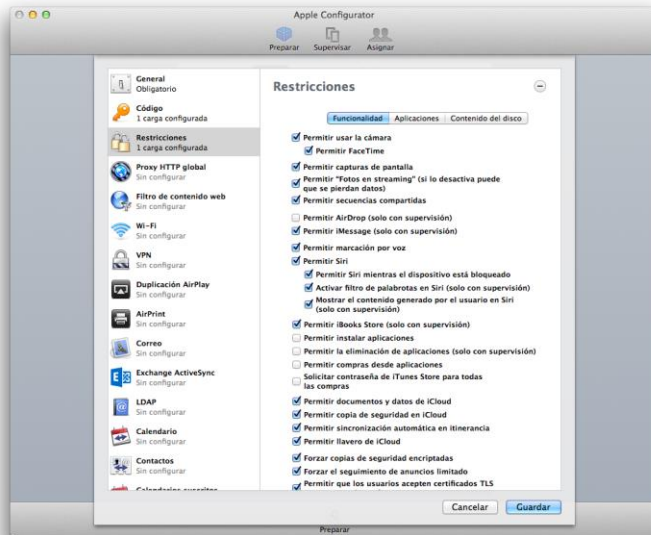 Apple Configurator
Preparar
Supervisar
Asignar
General
Obligatorio
Código
1 carga configurada
Restricciones
1 carga configurada
Proxy HTTP global
Sin configurar
Filtro de contenido web
Sin configurar
Wi-Fi
Sin configurar
VPN
Sin configurar
Duplicación AirPlay
Sin configurar
AirPrint
Sin configurar
Correo
Sin configurar
Exchange ActiveSync
Sin configurar
LDAP
Sin configurar
Calendario
Sin configurar
Contactos
Sin configurar
Restricciones
Funcionalidad
Aplicaciones
Contenido del disco
Permitir usar la cámara
Permitir FaceTime
Permitir capturas de pantalla
Permitir "Fotos en streaming" (si lo desactiva puede
que se pierdan datos)
Permitir secuencias compartidas
Permitir AirDrop (solo con supervisión)
Permitir iMessage (solo con supervisión)
Permitir marcación por voz
Permitir Siri
Permitir Siri mientras el dispositivo está bloqueado
Activar filtro de palabrotas en Siri (solo con supervisión)
Mostrar el contenido generado por el usuario en Siri
(solo con supervisión)
Permitir iBooks Store (solo con supervisión)
Permitir instalar aplicaciones
Permitir la eliminación de aplicaciones (solo con supervisión)
Permitir compras desde aplicaciones
Solicitar contraseña de iTunes Store para todas
las compras
Permitir documentos y datos de iCloud
Permitir copia de seguridad en iCloud
Permitir sincronización automática en itinerancia
Permitir llavero de iCloud
Forzar copias de seguridad encriptadas
Forzar el seguimiento de anuncios limitado
Permitir que los usuarios acepten certificados TLS
Cancelar
Guardar
Preparar